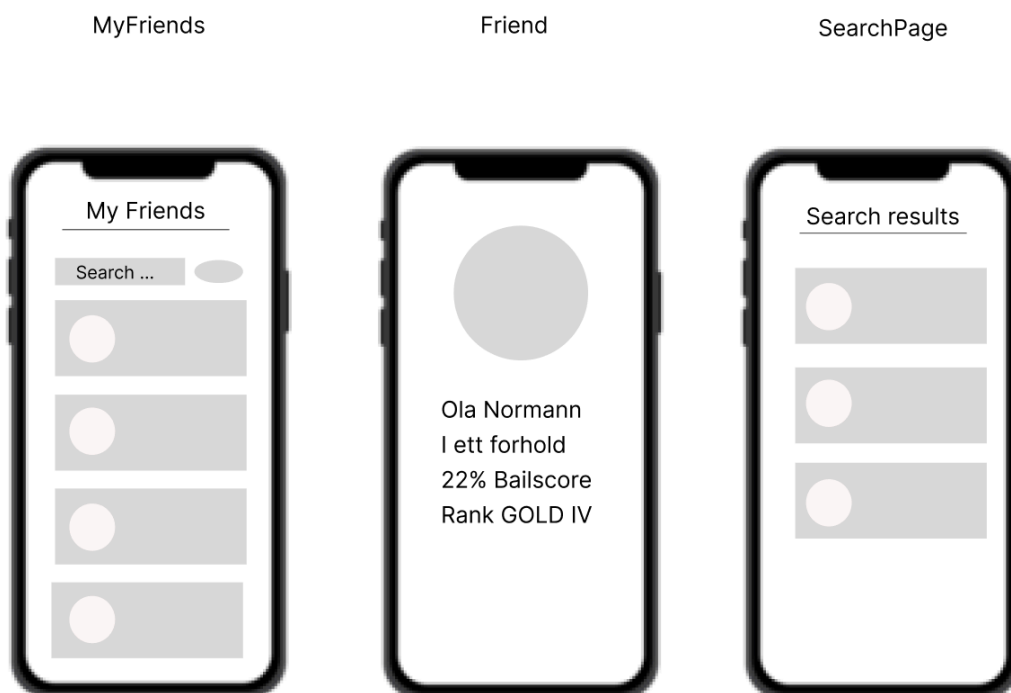 MyFriends
Friend
SearchPage
My Friends
Search ...
Ola Normann
I ett forhold
22% Bailscore
Rank GOLD IV
Search results